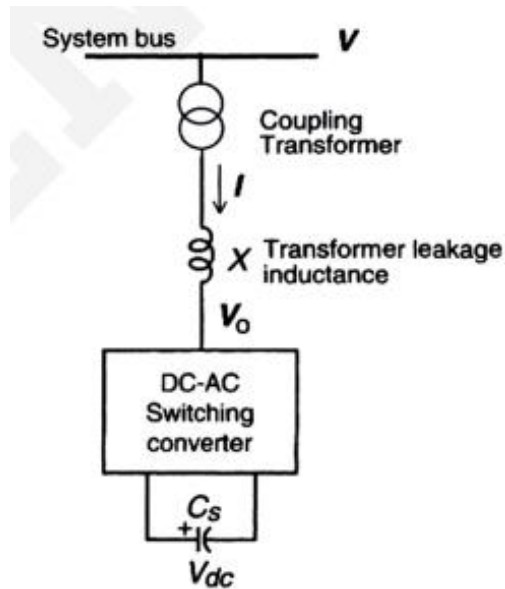 System bus V
Coupling
Transformer
I
X Transformer leakage
inductance
Vo
DC-AC
Switching
converter
Cs
+
Vdc